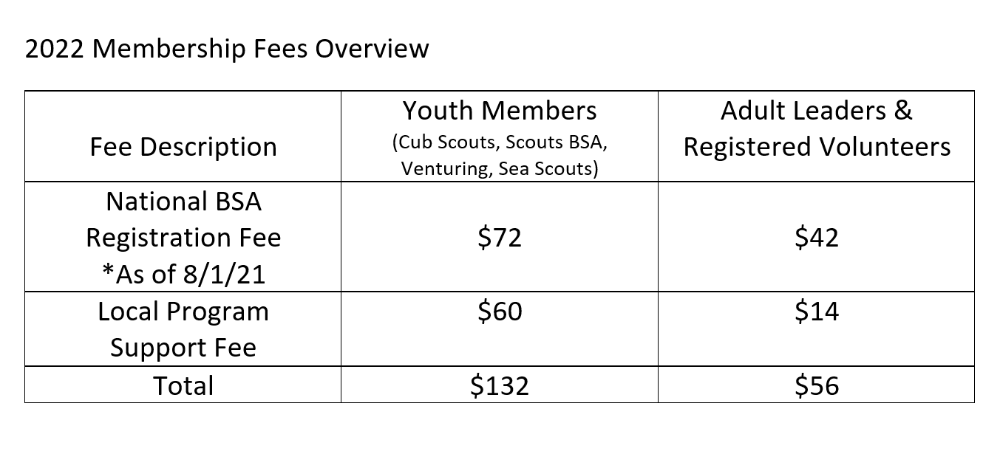 2022 Membership Fees Overview
Fee Description
Youth Members
(Cub Scouts, Scouts BSA,
Venturing, Sea Scouts)
Adult Leaders &
Registered Volunteers
National BSA
Registration Fee
*As of 8/1/21
$72
$42
Local Program
Support Fee
$60
$14
Total
$132
$56